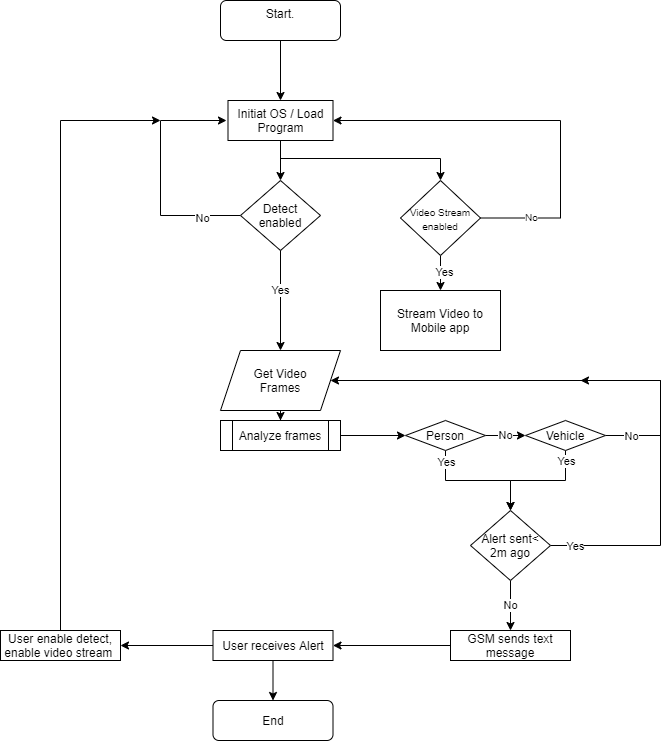 Start.
Initiat OS / Load
Program
Detect
enabled
No
Video Stream
enabled
No
Yes
Yes
Stream Video to
Mobile app
Get Video
Frames
Analyze frames
Person
No
Vehicle
No
Yes
Yes
Alert sent<
2m ago
Yes
No
User enable detect,
enable video stream
User receives Alert
GSM sends text
message
End